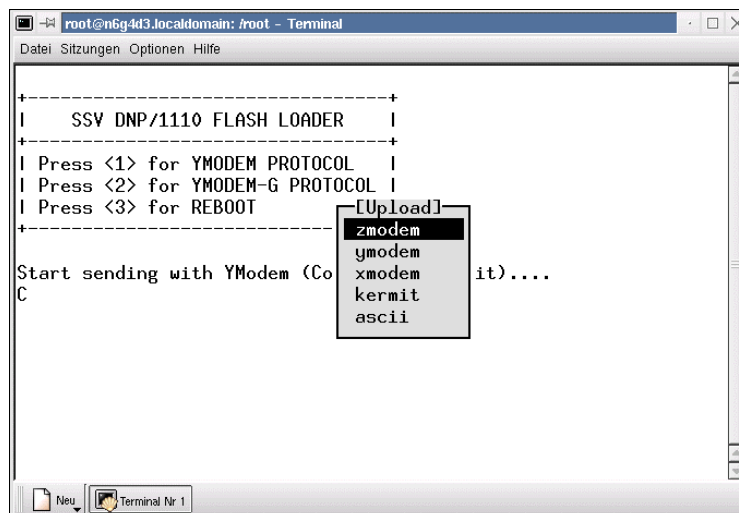 root@n6g4d3.localdomain: /root - Terminal
Datei Sitzungen Optionen Hilfe
SSV DNP/1110 FLASH LOADER
Press <1> for YMODEM PROTOCOL
Press <2> for YMODEM-G PROTOCOL
Press <3> for REBOOT
[Upload]
zmodem
ymodem
xmodem
kermit
ascii
Start sending with YModem (Co it)....
C
Neu Terminal Nr 1